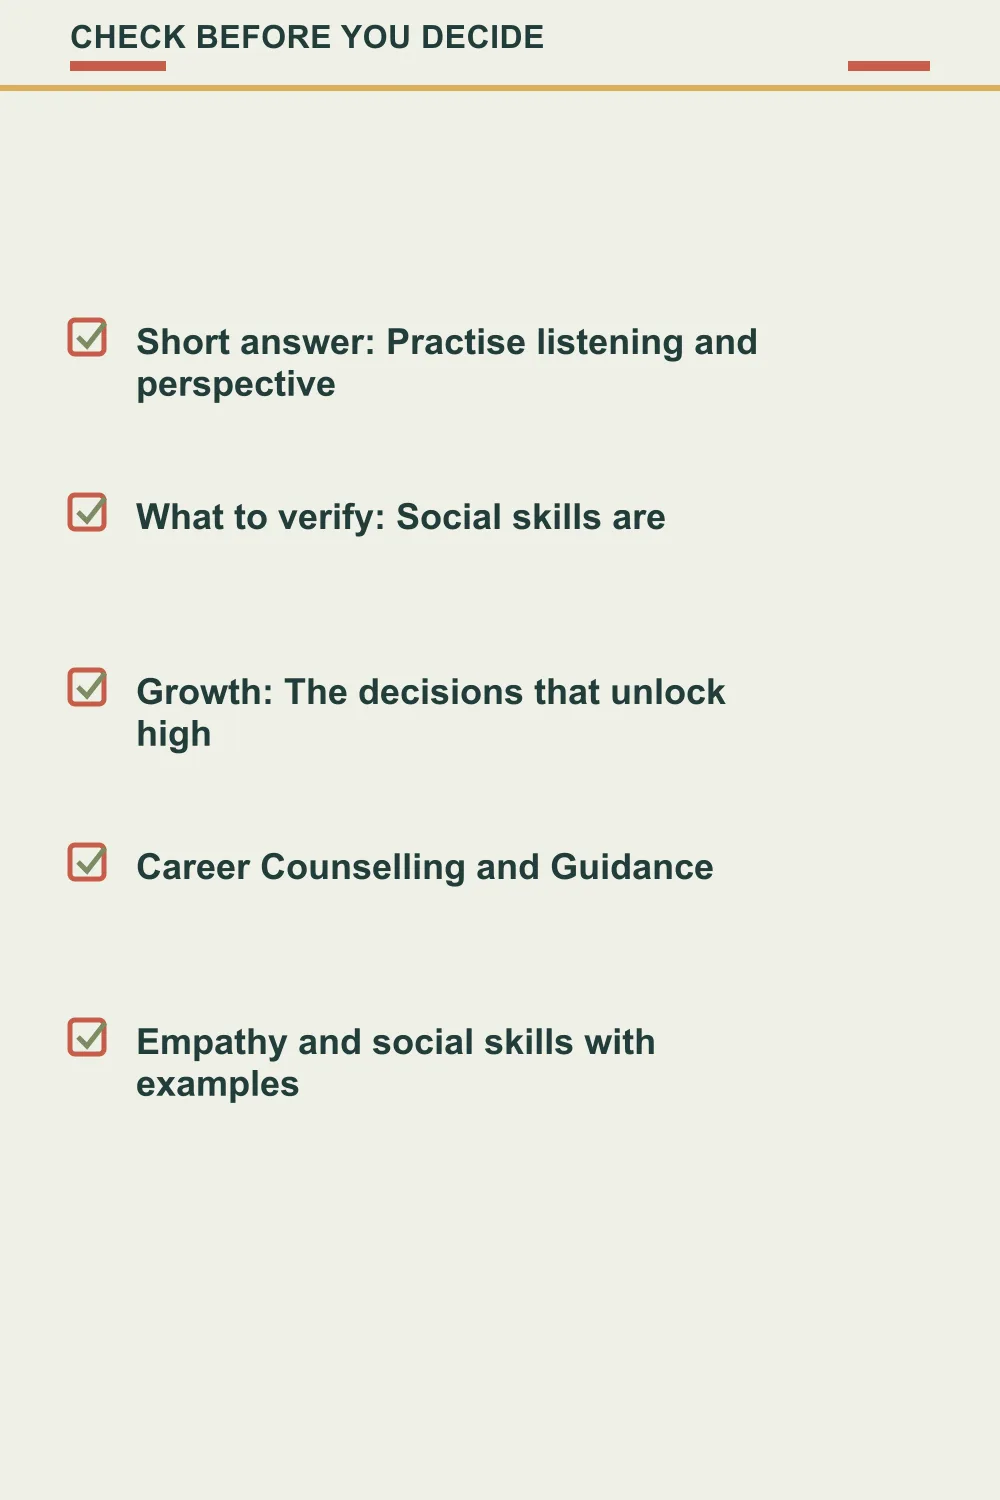 CHECK BEFORE YOU DECIDE
Short answer: Practise listening and
perspective
What to verify: Social skills are
Growth: The decisions that unlock
high
Career Counselling and Guidance
Empathy and social skills with
examples